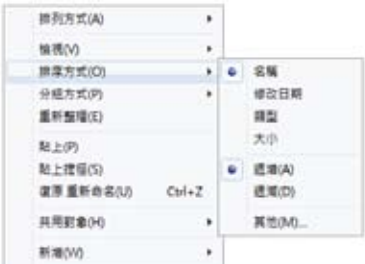 排列方式(A)
檢視(V)
排序方式(O)
分組方式(P)
重新整理(E)
貼上(P)
貼上捷徑(S)
復原 重新命名(U) Ctrl+Z
共用對象(H)
新增(W)
名稱
修改日期
類型
大小
遞增(A)
遞減(D)
其他(M)...